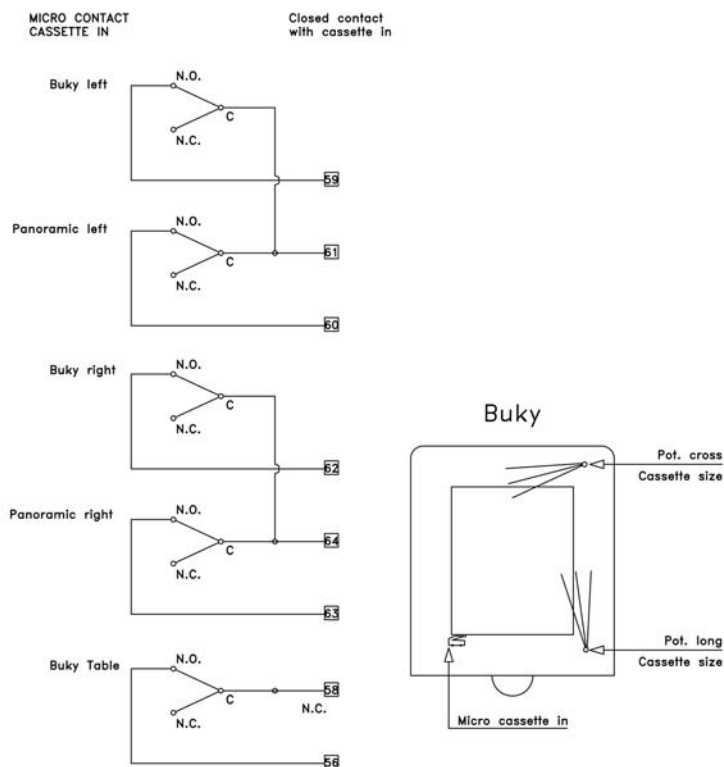 MICRO CONTACT
CASSETTE IN
Closed contact
with cassette in
Buky left
N.O.
C
N.C.
59
Panoramic left
N.O.
C
N.C.
61
60
Buky right
N.O.
C
N.C.
62
Panoramic right
N.O.
C
N.C.
64
63
Buky Table
N.O.
C
N.C.
58
N.C.
56
Buky
Pot. cross
Cassette size
Pot. long
Cassette size
Micro cassette in